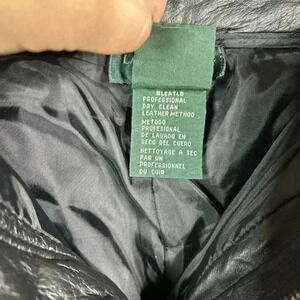 PROFESSIONAL
DRY CLEAN
LEATHER METHOD
METODO
PROFESIONAL
DE LAVADO EN
SECO DEL CUERO
NETTOYAGE A SEC
PAR UN
PROFESSIONNEL
DU CUIR